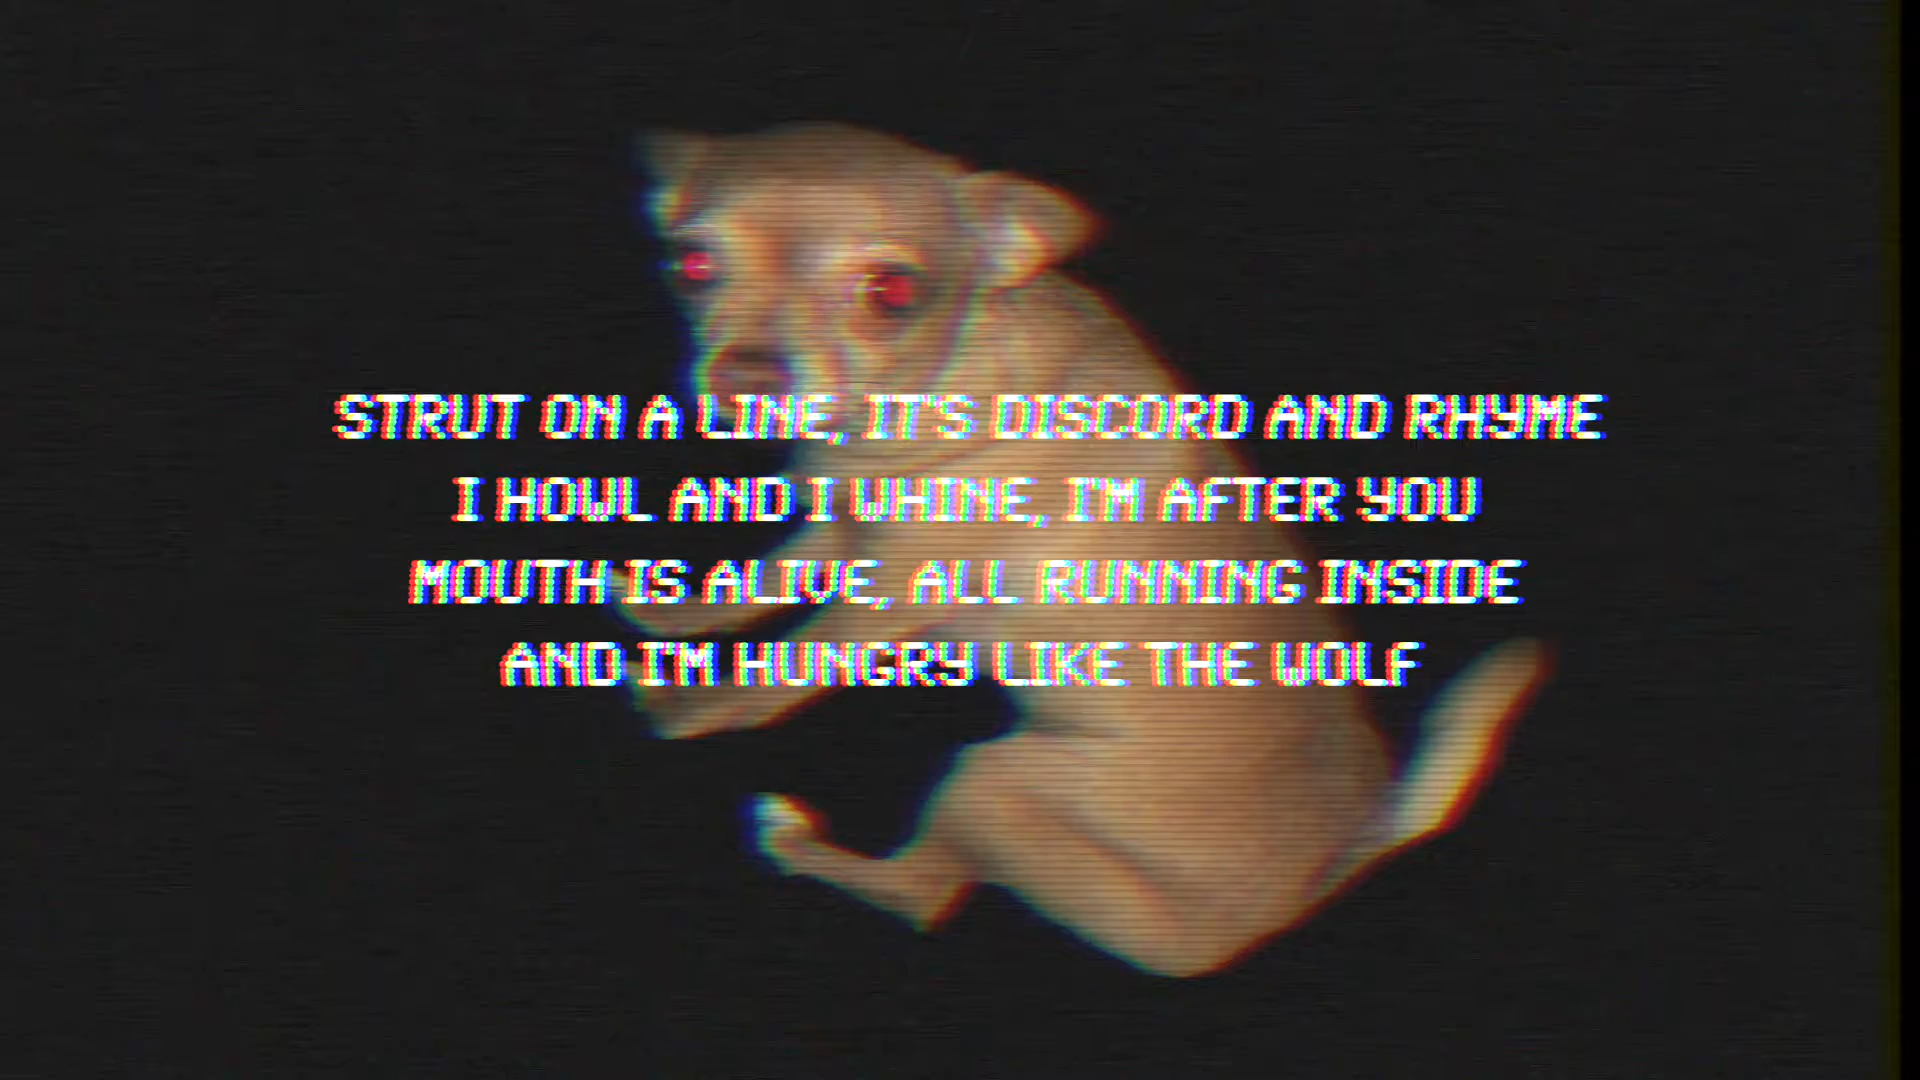 STRUT ON A LINE, IT'S DISCORD AND RHYME
I HOWL AND I WHINE, I'M AFTER YOU
MOUTH IS ALIVE, ALL RUNNING INSIDE
AND I'M HUNGRY LIKE THE WOLF